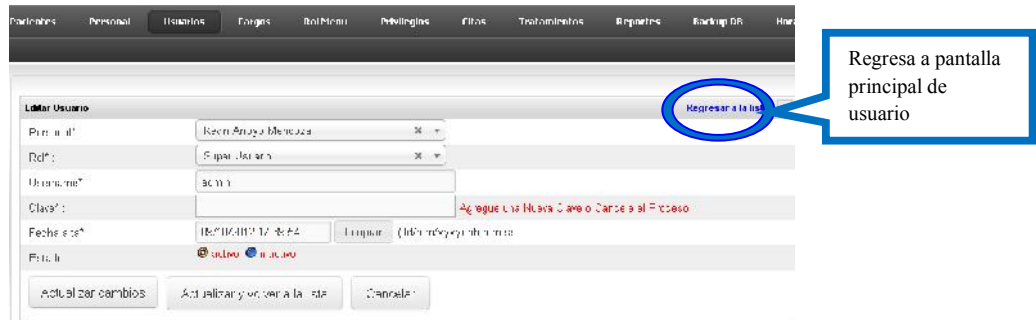 Pacientes Personal Usuarios Cargos Rol Menu Privilegios Citas Tratamientos Reportes Backup DB
Regresa a pantalla
principal de
usuario
Editar Usuario Regresar a la
Personal*
Kevin Arroyo Mendoza
Rol* :
Super Usuario
Username*
admin
Clave* :
Agregue una Nueva Clave o Cancele el Proceso
Fecha alta*
Limpiar
Estado
activo inactivo
Actualizar cambios Actualizar y volver a la lista Cancelar